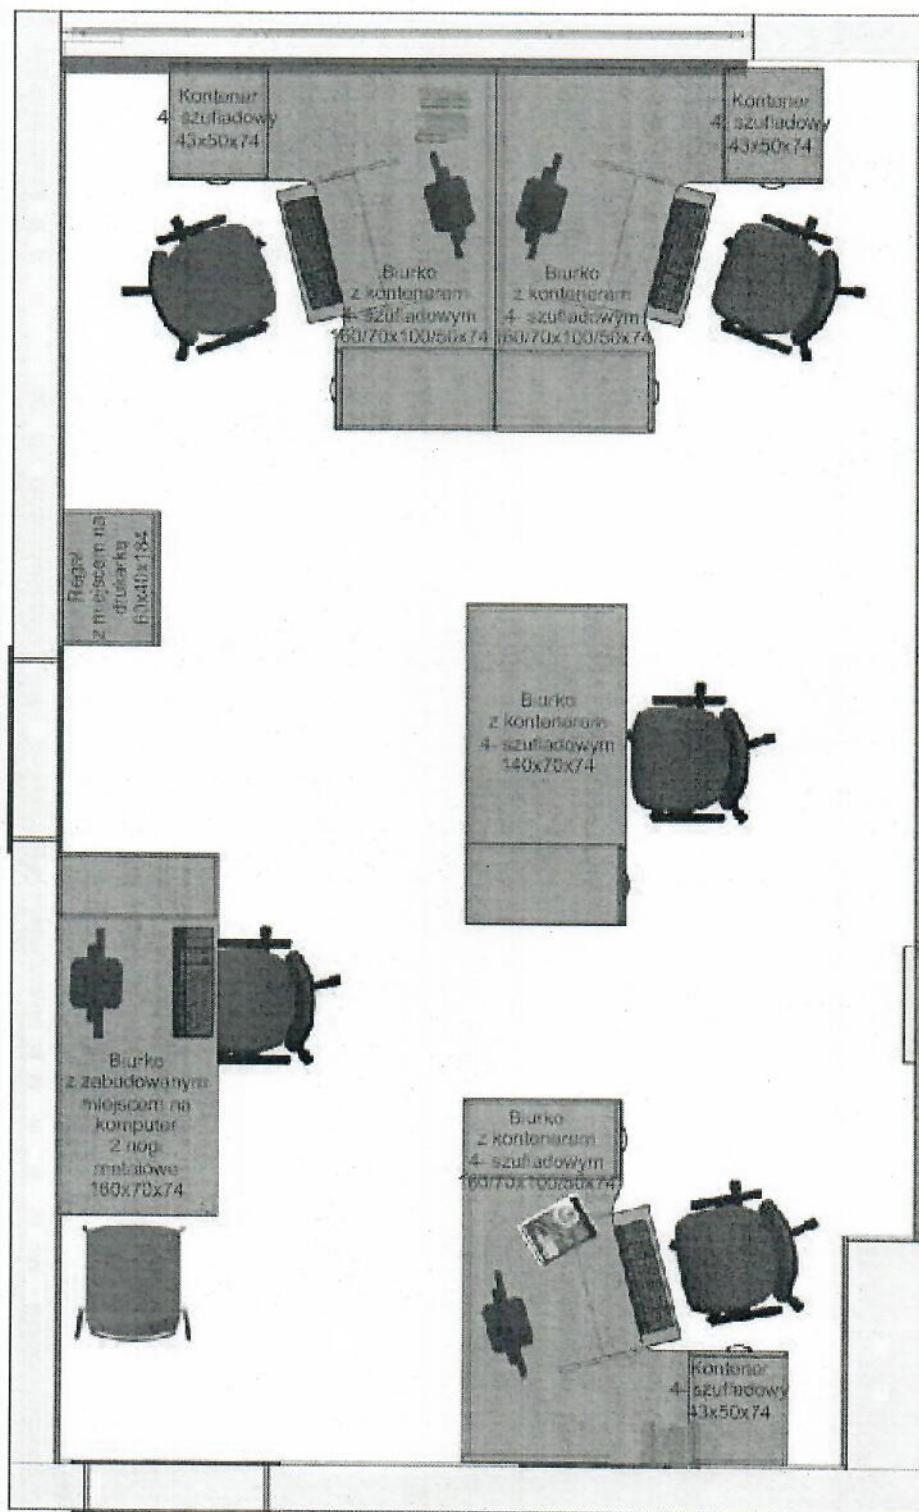 Kontener
4- szufladowy
43x50x74
Kontener
4- szufladowy
43x50x74
Biurko
z kontenerem
4- szufladowym
160/70x100/50x74
Biurko
z kontenerem
4- szufladowym
160/70x100/50x74
Regał
z miejscem na
drukarkę
60x40x184
Biurko
z kontenerem
4- szufladowym
140x70x74
Biurko
z zabudowanym
miejscem na
komputer
2 nogi
metalowe
160x70x74
Biurko
z kontenerem
4- szufladowym
160/70x100/50x74
Kontener
4- szufladowy
43x50x74